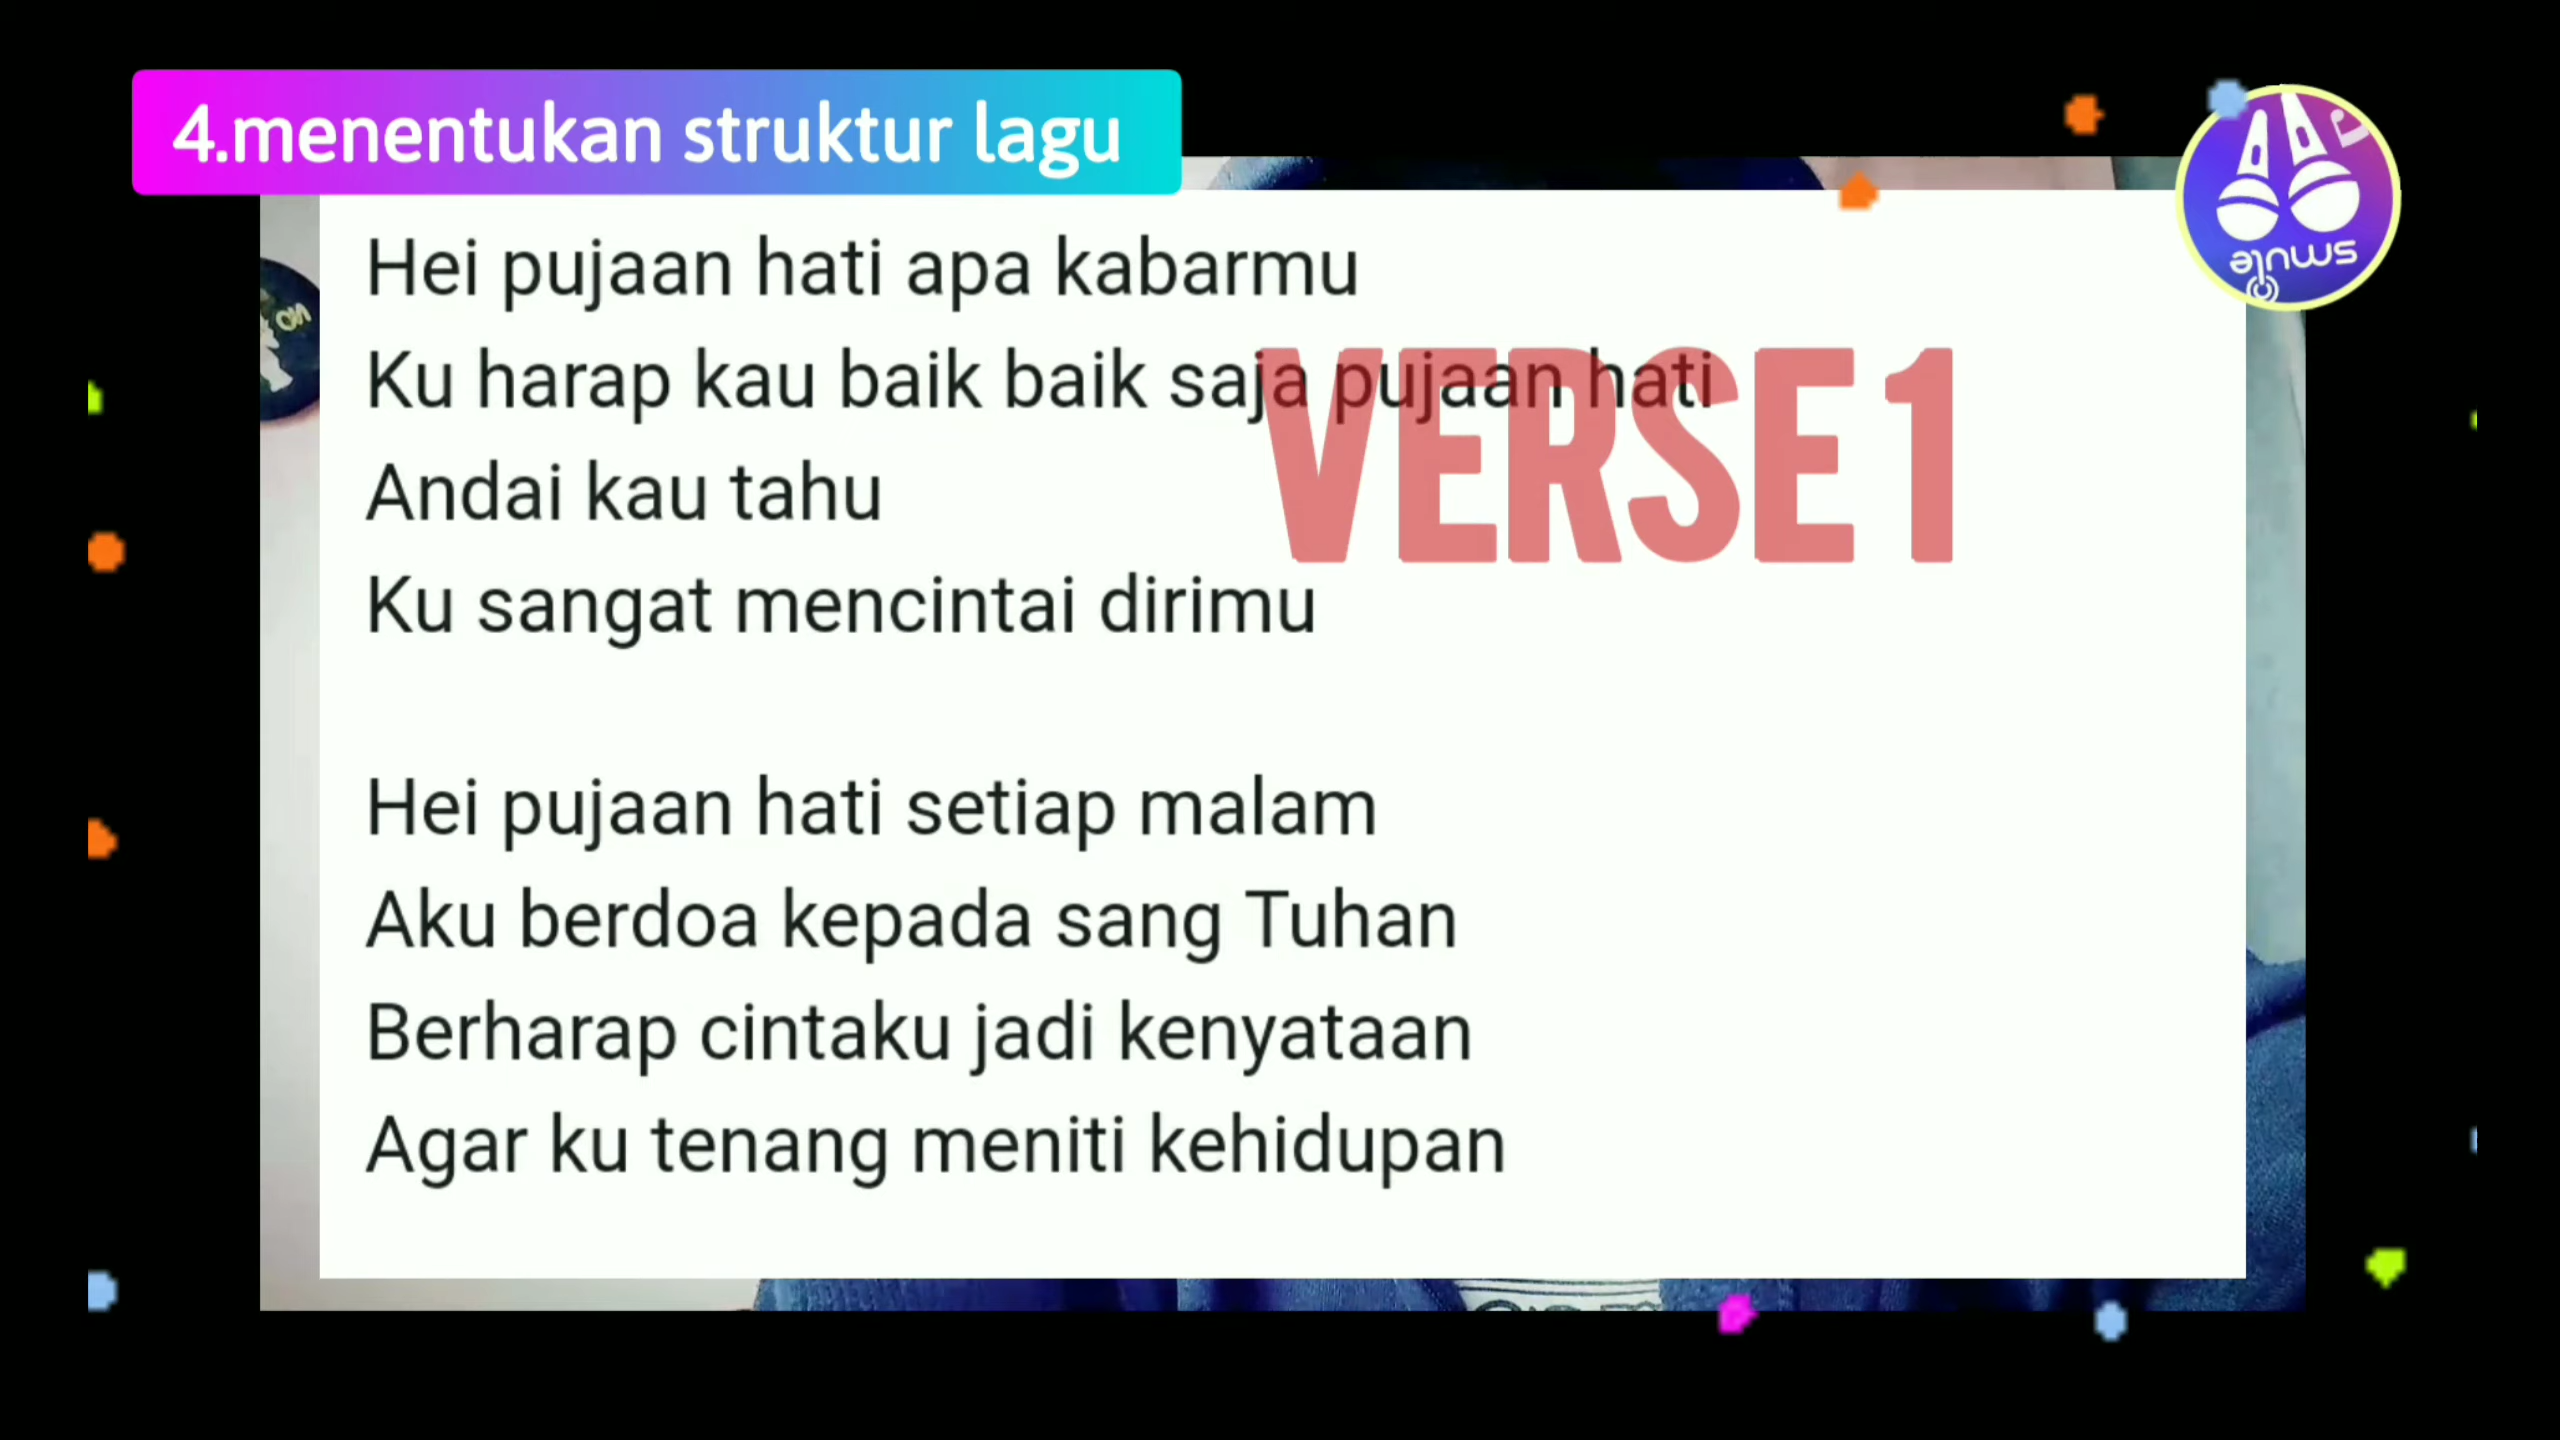 4.menentukan struktur lagu
Hei pujaan hati apa kabarmu
Ku harap kau baik baik saja pujaan hati
VERSE 1
Andai kau tahu
Ku sangat mencintai dirimu
Hei pujaan hati setiap malam
Aku berdoa kepada sang Tuhan
Berharap cintaku jadi kenyataan
Agar ku tenang meniti kehidupan
smule